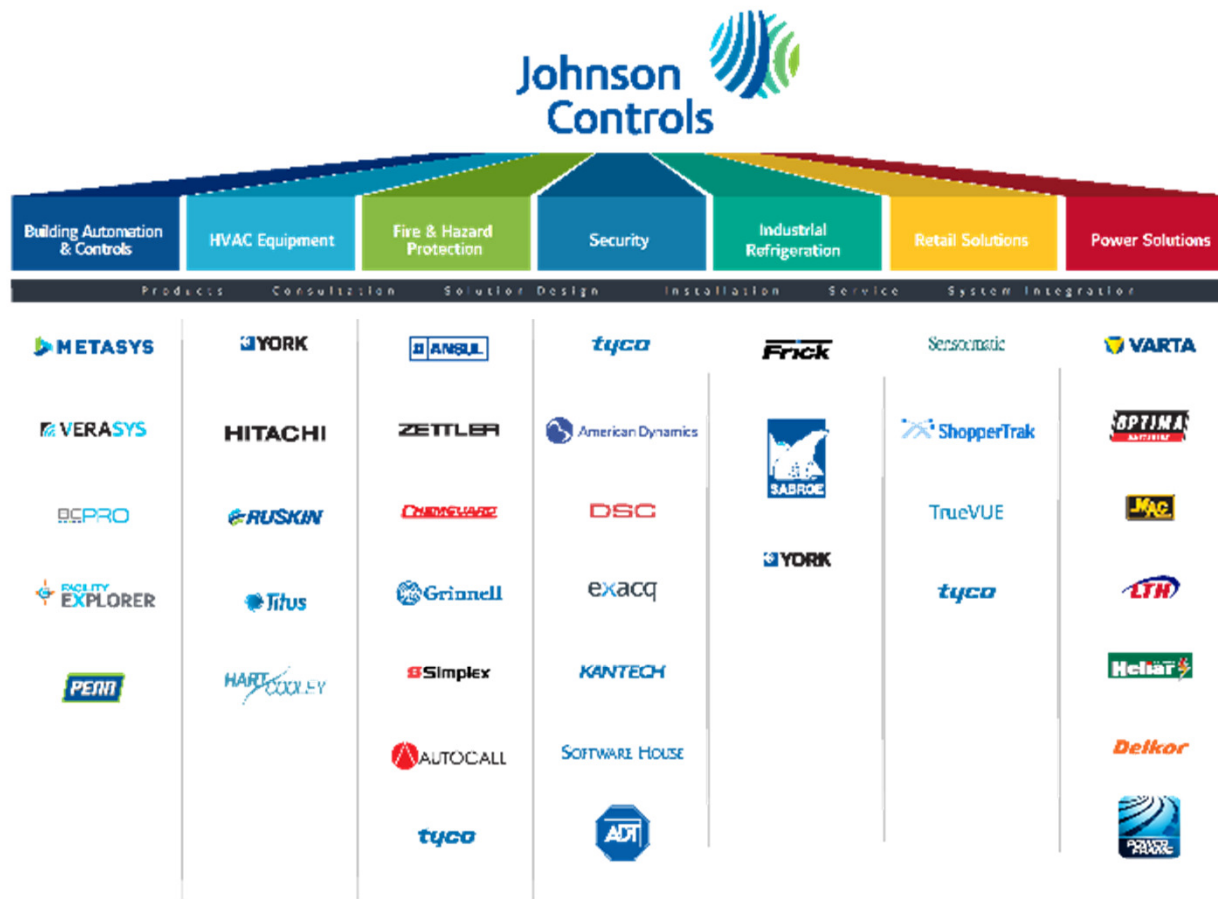 Johnson
Controls
Building Automation
& Controls
HVAC Equipment
Fire & Hazard
Protection
Security
Industrial
Refrigeration
Retail Solutions
Power Solutions
Products Consultation Solution Design Installation Service System Integration
METASYS
VERASYS
BCPRO
FACILITY
EXPLORER
PENN
YORK
HITACHI
RUSKIN
Titus
HART
COOLEY
ANSUL
ZETTLER
CHEMGUARD
Grinnell
Simplex
AUTOCALL
tyco
tyco
American Dynamics
DSC
exacq
KANTECH
SOFTWARE HOUSE
ADT
Frick
SABROE
YORK
Sensormatic
ShopperTrak
TrueVUE
tyco
VARTA
OPTIMA
BATTERIES
MAC
LTH
Heliar
Delkor
POWER
FRAME